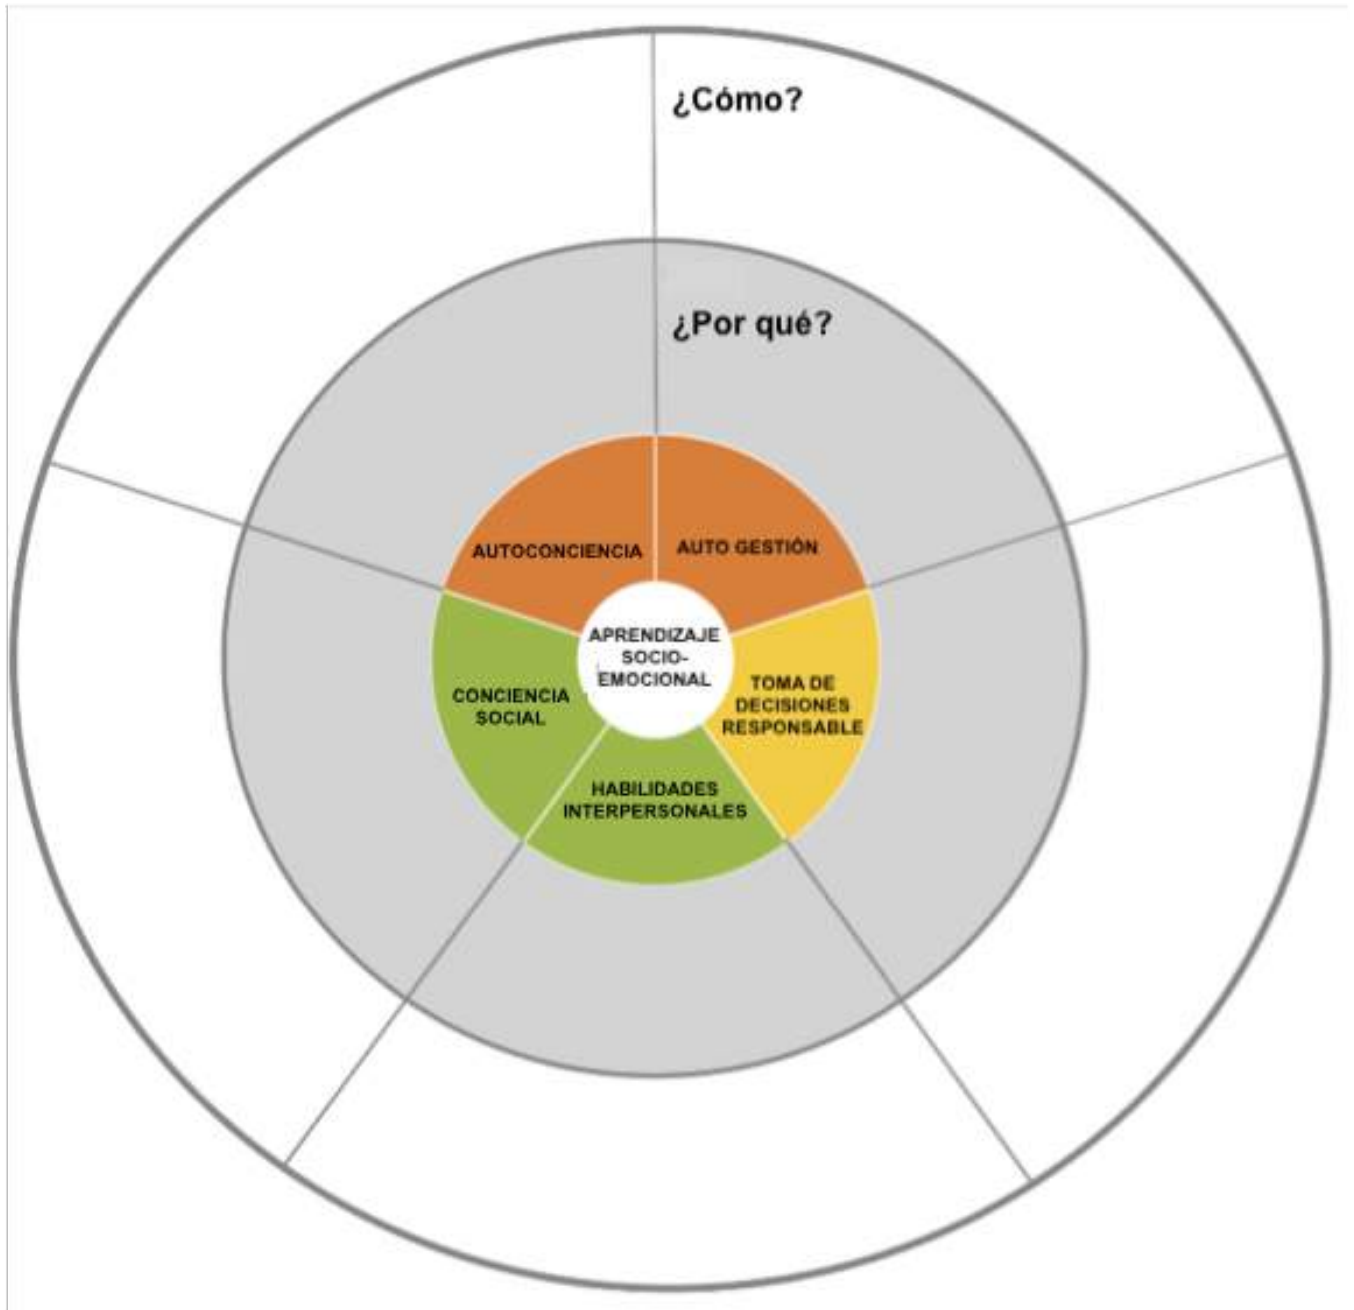 ¿Cómo?
¿Por qué?
AUTOCONCIENCIA
AUTO GESTIÓN
APRENDIZAJE
SOCIO-
EMOCIONAL
CONCIENCIA
SOCIAL
TOMA DE
DECISIONES
RESPONSABLE
HABILIDADES
INTERPERSONALES